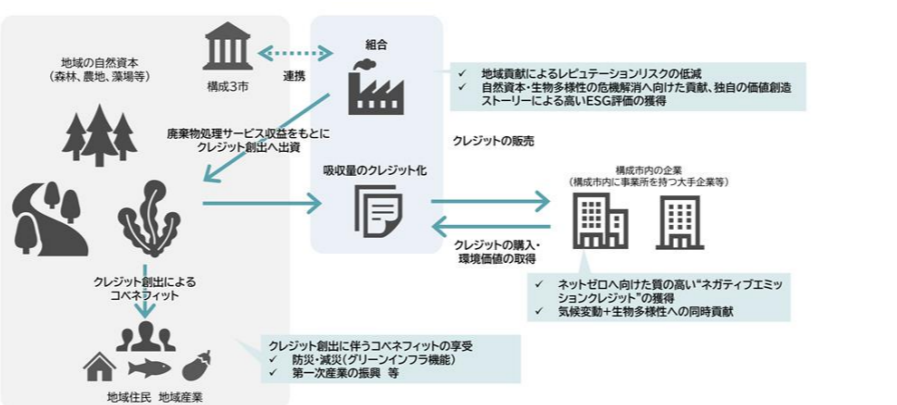 地域の自然資本
（森林、農地、藻場等）
構成３市
連携
組合
✓ 地域貢献によるレピュテーションリスクの低減
✓ 自然資本・生物多様性の危機解消へ向けた貢献、独自の価値創造
ストーリーによる高いESG評価の獲得
廃棄物処理サービス収益をもとに
クレジット創出へ出資
クレジットの販売
吸収量のクレジット化
構成市内の企業
（構成市内に事業所を持つ大手企業等）
クレジットの購入・
環境価値の取得
クレジット創出による
コベネフィット
✓ ネットゼロへ向けた質の高い“ネガティブエミッ
ションクレジット”の獲得
✓ 気候変動＋生物多様性への同時貢献
クレジット創出に伴うコベネフィットの享受
✓ 防災・減災（グリーンインフラ機能）
✓ 第一次産業の振興 等
地域住民 地域産業